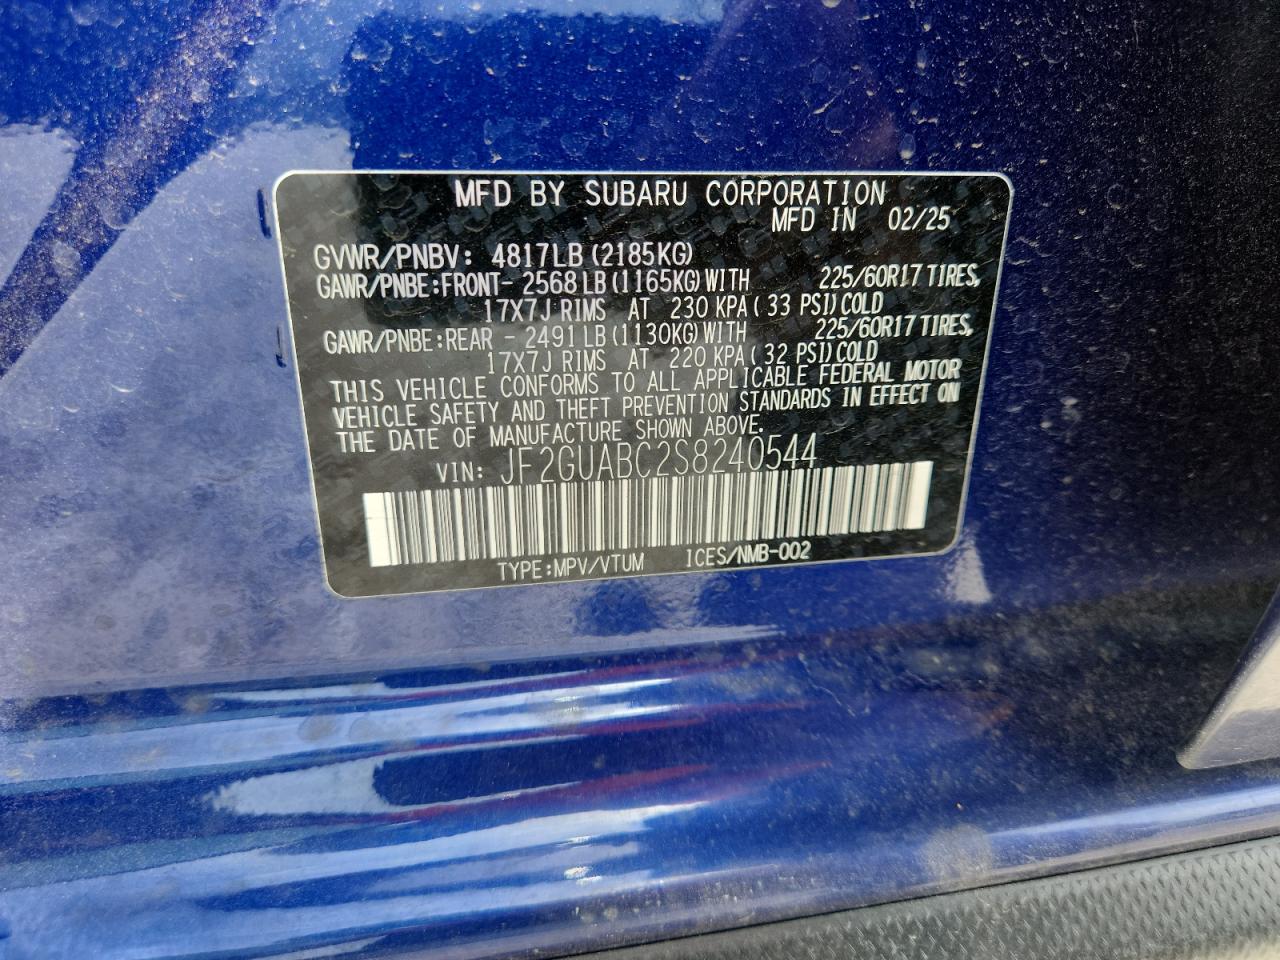 MFD BY SUBARU CORPORATION
MFD IN 02/25
GVWR/PNBV: 4817LB (2185KG)
GAWR/PNBE:FRONT- 2568 LB (1165KG) WITH 225/60R17 TIRES,
17X7J RIMS AT 230 KPA ( 33 PSI) COLD
GAWR/PNBE:REAR - 2491 LB (1130KG) WITH 225/60R17 TIRES,
17X7J RIMS AT 220 KPA ( 32 PSI) COLD
THIS VEHICLE CONFORMS TO ALL APPLICABLE FEDERAL MOTOR
VEHICLE SAFETY AND THEFT PREVENTION STANDARDS IN EFFECT ON
THE DATE OF MANUFACTURE SHOWN ABOVE.
VIN: JF2GUABC2S8240544
TYPE:MPV/VTUM ICES/NMB-002